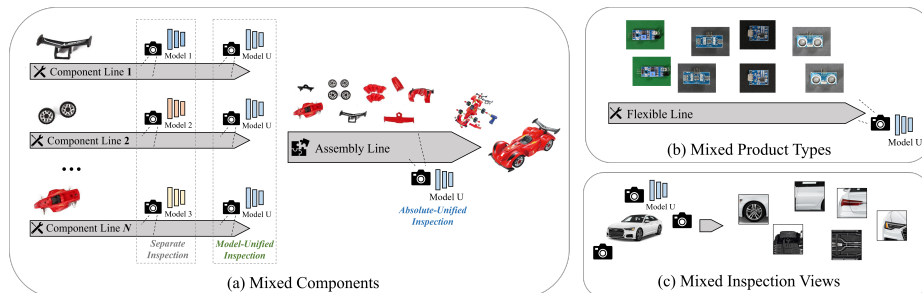 Model 1
Model U
Component Line 1
Model 2
Model U
Component Line 2
...
Model 3
Model U
Component Line N
Separate
Inspection
Model-Unified
Inspection
Assembly Line
Model U
Absolute-Unified
Inspection
(a) Mixed Components
Flexible Line
Model U
(b) Mixed Product Types
Model U
(c) Mixed Inspection Views